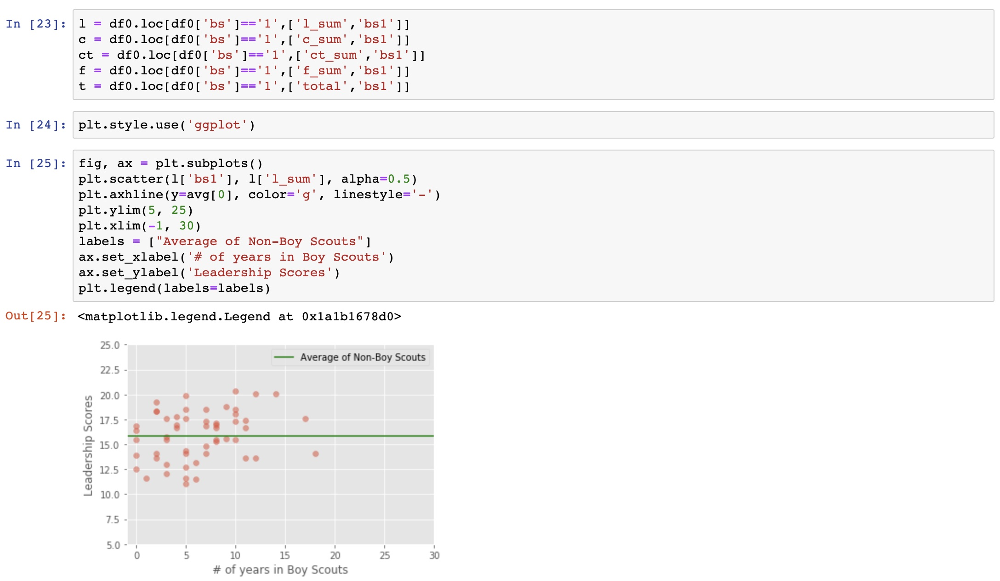 In [23]: l = df0.loc[df0['bs']=='1',['l_sum','bs1']]
c = df0.loc[df0['bs']=='1',['c_sum','bs1']]
ct = df0.loc[df0['bs']=='1',['ct_sum','bs1']]
f = df0.loc[df0['bs']=='1',['f_sum','bs1']]
t = df0.loc[df0['bs']=='1',['total','bs1']]
In [24]: plt.style.use('ggplot')
In [25]: fig, ax = plt.subplots()
plt.scatter(l['bs1'], l['l_sum'], alpha=0.5)
plt.axhline(y=avg[0], color='g', linestyle='-')
plt.ylim(5, 25)
plt.xlim(-1, 30)
labels = ["Average of Non-Boy Scouts"]
ax.set_xlabel('# of years in Boy Scouts')
ax.set_ylabel('Leadership Scores')
plt.legend(labels=labels)
Out[25]: <matplotlib.legend.Legend at 0x1a1b1678d0>
Average of Non-Boy Scouts
Leadership Scores
25.0
22.5
20.0
17.5
15.0
12.5
10.0
7.5
5.0
0 5 10 15 20 25 30
# of years in Boy Scouts